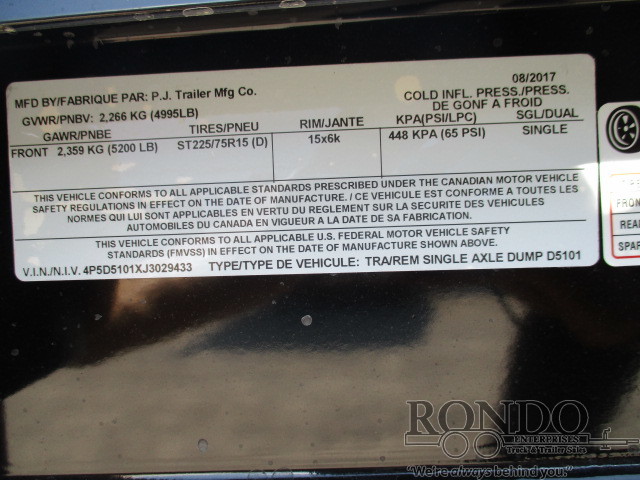 08/2017
MFD BY/FABRIQUE PAR: P.J. Trailer Mfg Co.
COLD INFL. PRESS./PRESS.
GVWR/PNBV: 2,266 KG (4995LB)
DE GONF A FROID
GAWR/PNBE TIRES/PNEU RIM/JANTE KPA(PSI/LPC) SGL/DUAL
FRONT 2,359 KG (5200 LB) ST225/75R15 (D) 15x6k 448 KPA (65 PSI) SINGLE
THIS VEHICLE CONFORMS TO ALL APPLICABLE STANDARDS PRESCRIBED UNDER THE CANADIAN MOTOR VEHICLE
SAFETY REGULATIONS IN EFFECT ON THE DATE OF MANUFACTURE. / CE VEHICULE EST CONFORME A TOUTES LES
NORMES QUI LUI SONT APPLICABLES EN VERTU DU REGLEMENT SUR LA SECURITE DES VEHICULES
AUTOMOBILES DU CANADA EN VIGUEUR A LA DATE DE SA FABRICATION.
THIS VEHICLE CONFORMS TO ALL APPLICABLE U.S. FEDERAL MOTOR VEHICLE SAFETY
STANDARDS (FMVSS) IN EFFECT ON THE DATE OF MANUFACTURE SHOWN ABOVE.
V.I.N./N.I.V. 4P5D5101XJ3029433 TYPE/TYPE DE VEHICULE: TRA/REM SINGLE AXLE DUMP D5101
FRON
REAR
SPAR
RONDO
ENTERPRISES
Truck & Trailer Sales
"We're always behind you."